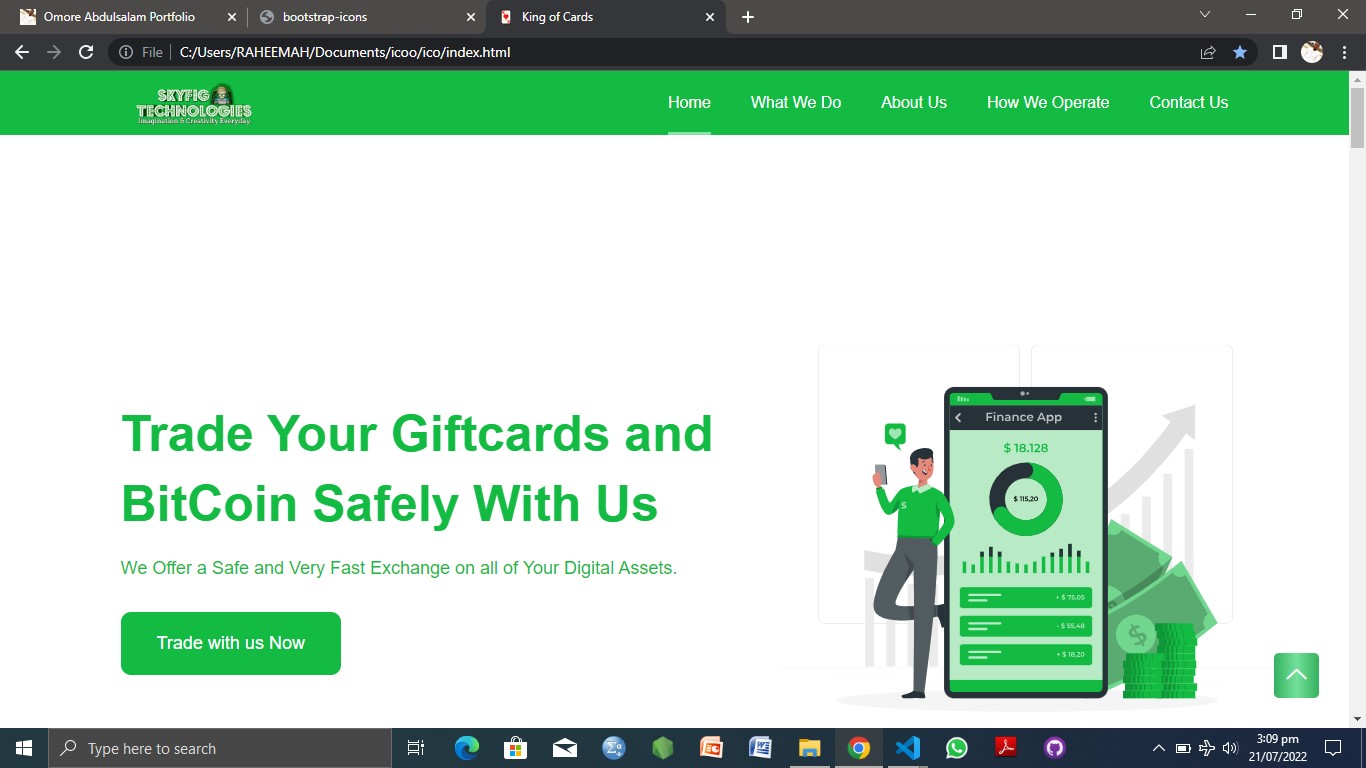 Omore Abdulsalam Portfolio
bootstrap-icons
King of Cards
File
C:/Users/RAHEEMAH/Documents/icoo/ico/index.html
SKYFIG
TECHNOLOGIES
Imagination & Creativity Everyday
Home
What We Do
About Us
How We Operate
Contact Us
Trade Your Giftcards and
BitCoin Safely With Us
We Offer a Safe and Very Fast Exchange on all of Your Digital Assets.
Trade with us Now
Finance App
$ 18.128
$ 115,20
S
+ $ 75,05
- $ 55,48
+ $ 18,20
$
Type here to search
3:09 pm
21/07/2022